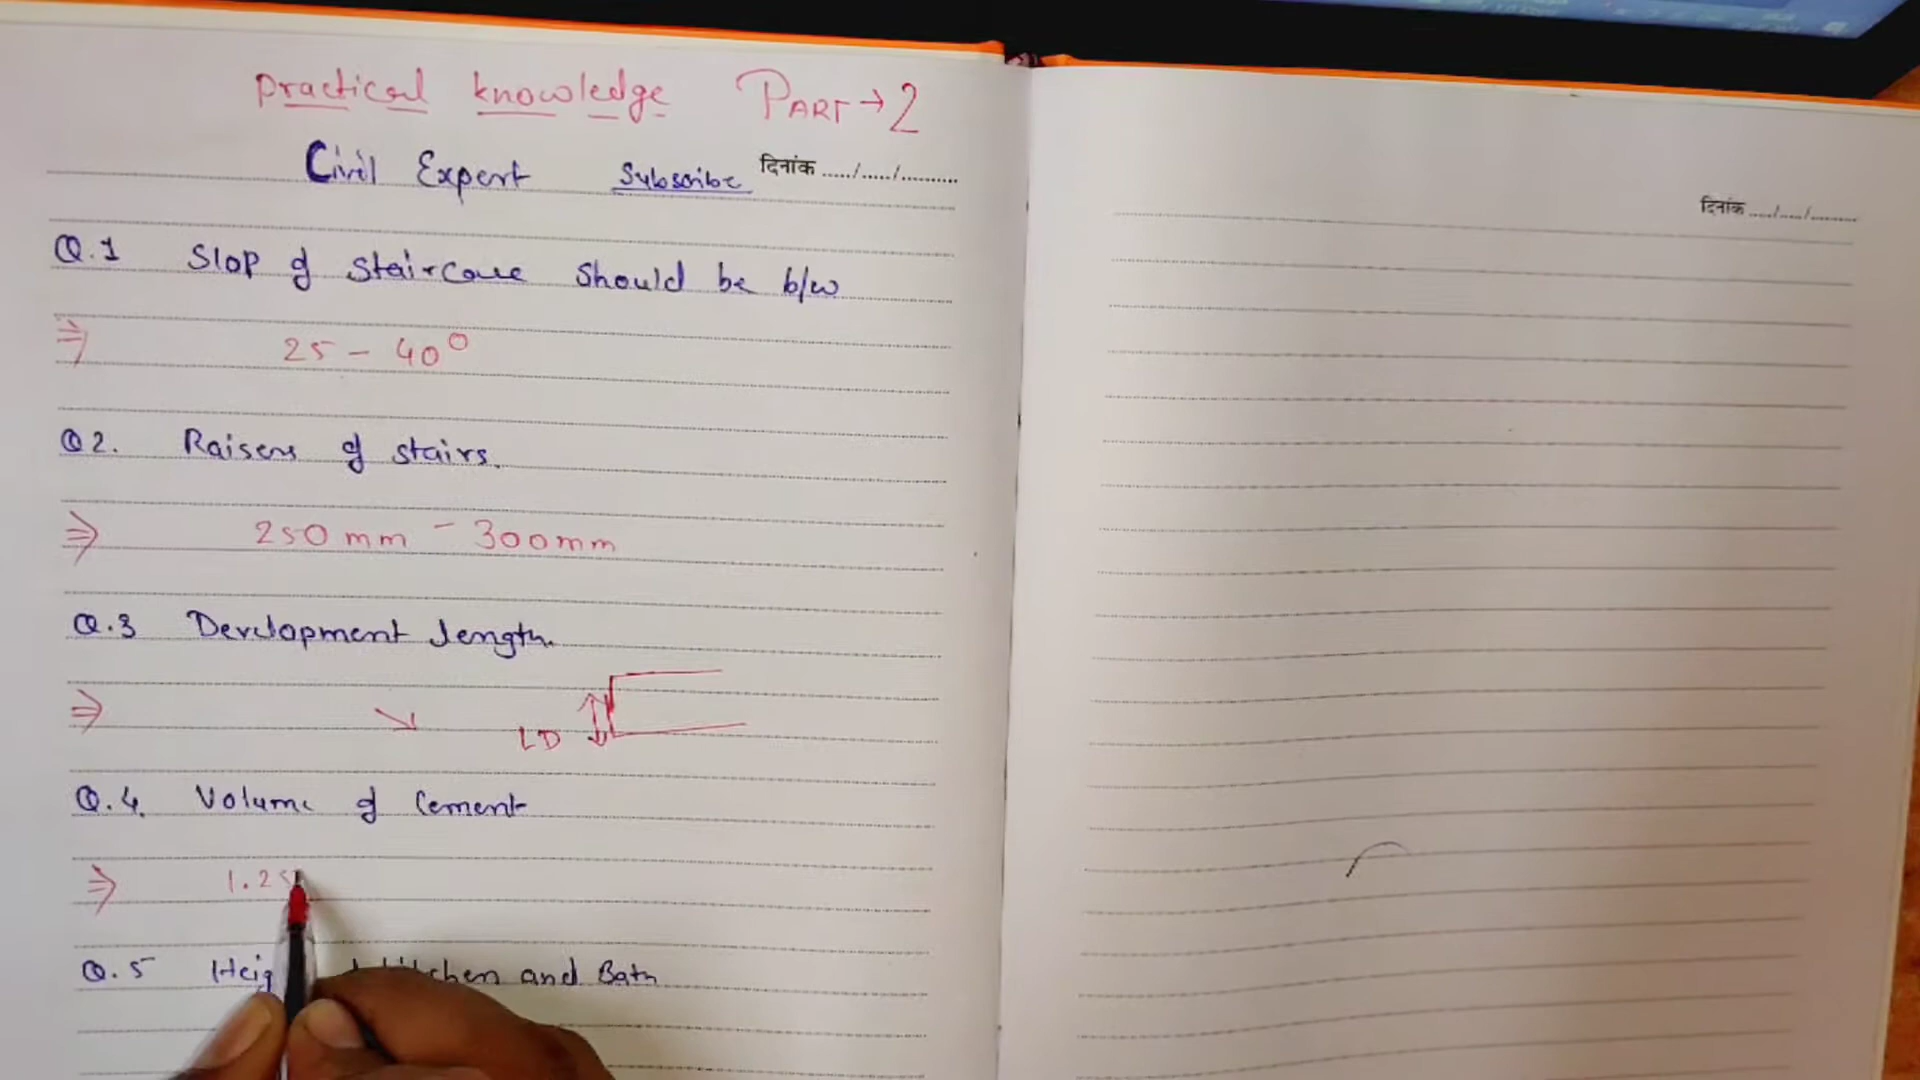 practical knowledge PART → 2
Civil Expert Subscribe दिनांक ...../...../..........
Q.1 Slop of staircase should be b/w
⇒ 25 - 40°
Q2. Raisers of stairs.
⇒ 250 mm - 300mm
Q.3 Development length.
⇒ LD
Q.4. Volume of Cement
⇒ 1.25
Q.5 Kitchen and Bath
दिनांक ...../...../..........